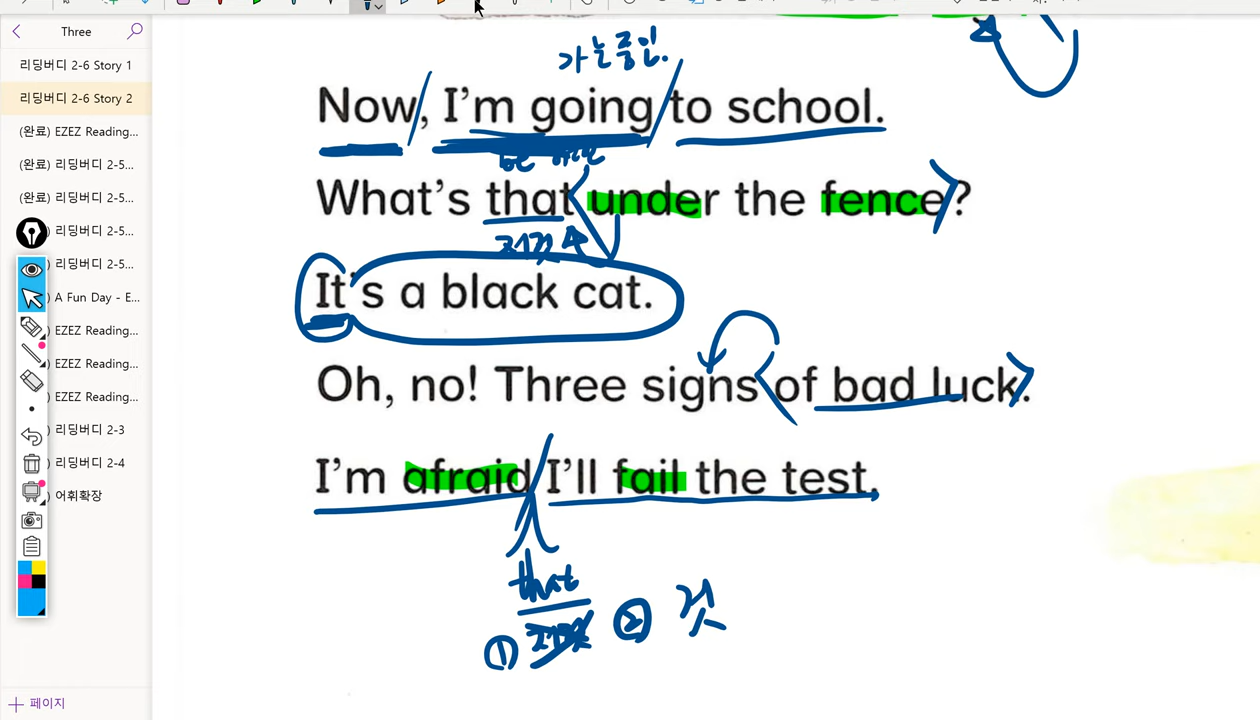 Three
리딩버디 2-6 Story 1
리딩버디 2-6 Story 2
(완료) EZEZ Reading...
(완료) 리딩버디 2-5...
(완료) 리딩버디 2-5...
리딩버디 2-5...
) 리딩버디 2-5...
) A Fun Day - E...
) EZEZ Reading...
) EZEZ Reading...
) EZEZ Reading...
) 리딩버디 2-3
) 리딩버디 2-4
어휘확장
페이지
가는중인.
Now, I'm going to school.
What's that under the fence?
It's a black cat.
Oh, no! Three signs of bad luck.
I'm afraid I'll fail the test.
that
① ② 것